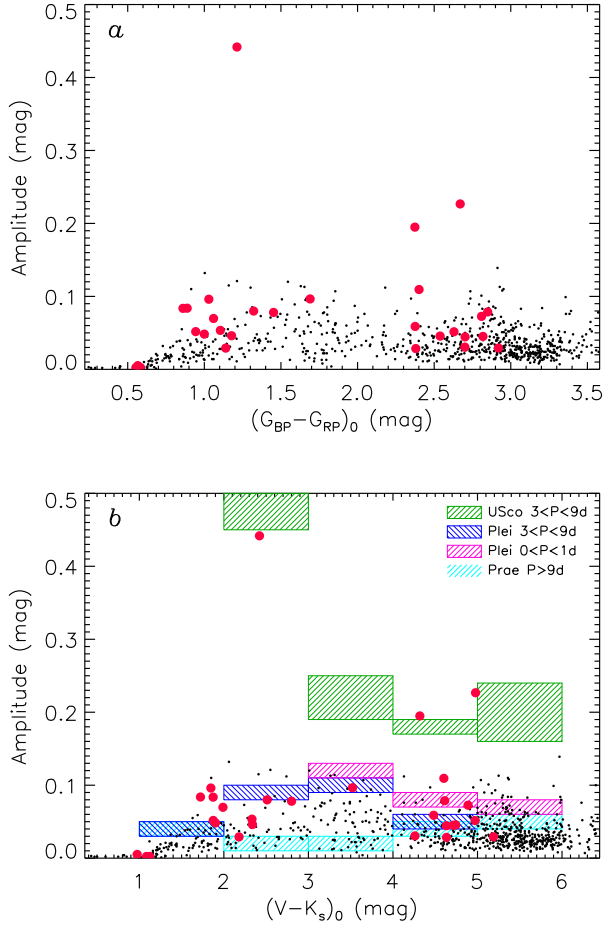 a
0.5
0.4
0.3
0.2
0.1
0.0
Amplitude (mag)
0.5 1.0 1.5 2.0 2.5 3.0 3.5
(G_BP−G_RP)_0 (mag)
b
USco 3<P<9d
Plei 3<P<9d
Plei 0<P<1d
Prae P>9d
0.5
0.4
0.3
0.2
0.1
0.0
Amplitude (mag)
1 2 3 4 5 6
(V−K_s)_0 (mag)